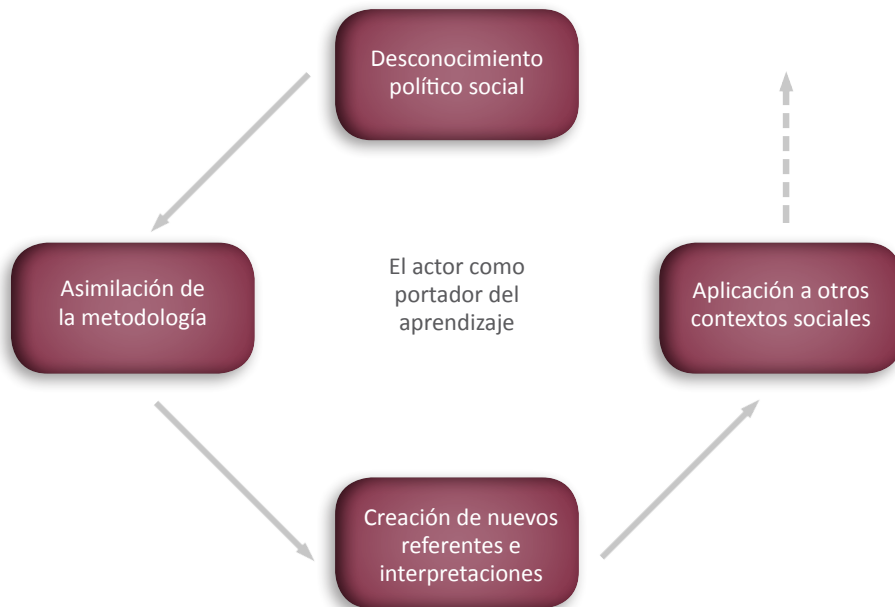 Desconocimiento
político social
Asimilación de
la metodología
El actor como
portador del
aprendizaje
Aplicación a otros
contextos sociales
Creación de nuevos
referentes e
interpretaciones